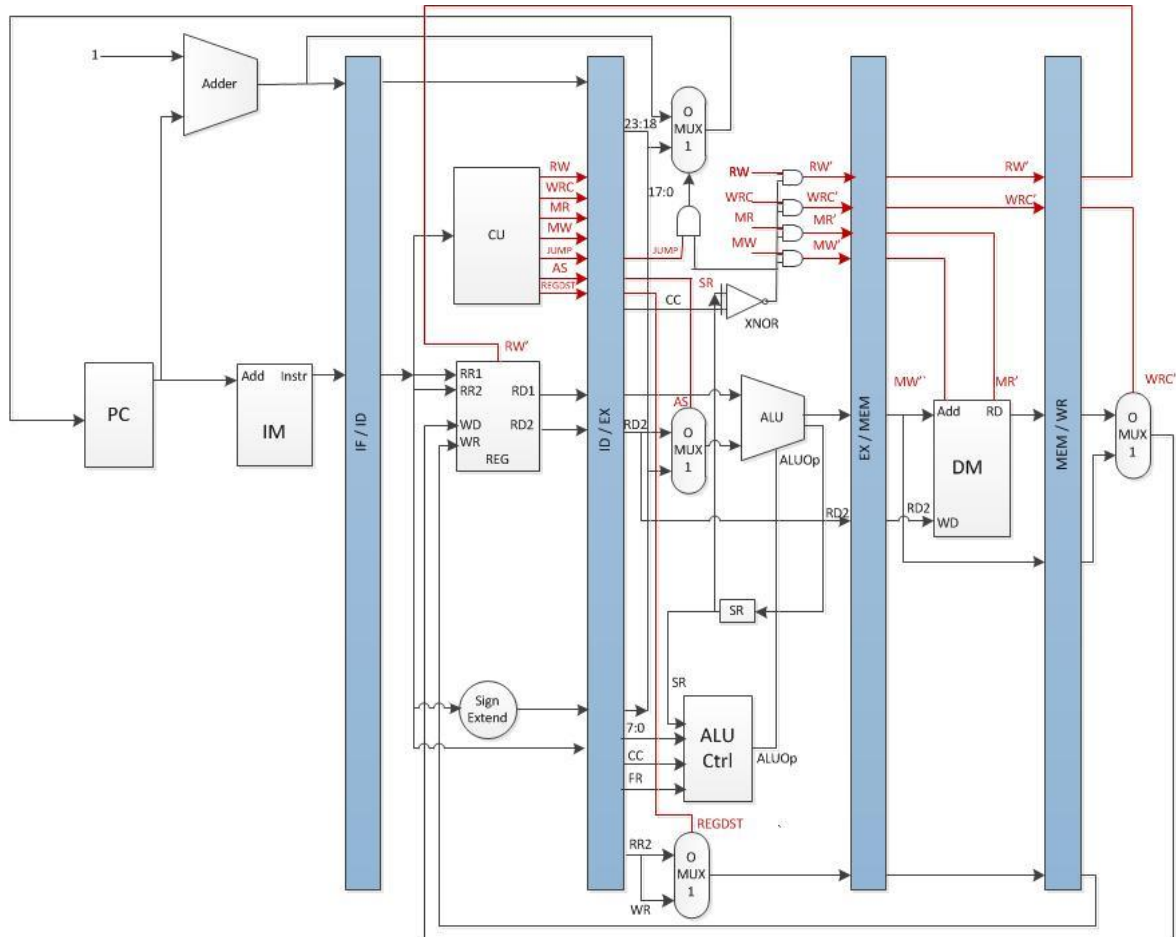 1
Adder
O
MUX
1
23:18
17:0
RW
WRC
MR
MW
JUMP
AS
REGDST
CU
JUMP
RW
WRC
MR
MW
RW'
WRC'
MR'
MW'
RW'
WRC'
SR
CC
XNOR
RW'
PC
Add
Instr
IM
IF / ID
RR1
RR2
WD
WR
RD1
RD2
REG
ID / EX
AS
RD2
O
MUX
1
ALU
ALUOp
RD2
EX / MEM
MW'`
MR'
Add
RD
DM
RD2
WD
MEM / WR
WRC'
O
MUX
1
SR
Sign
Extend
SR
7:0
CC
FR
ALU
Ctrl
ALUOp
REGDST
RR2
WR
O
MUX
1